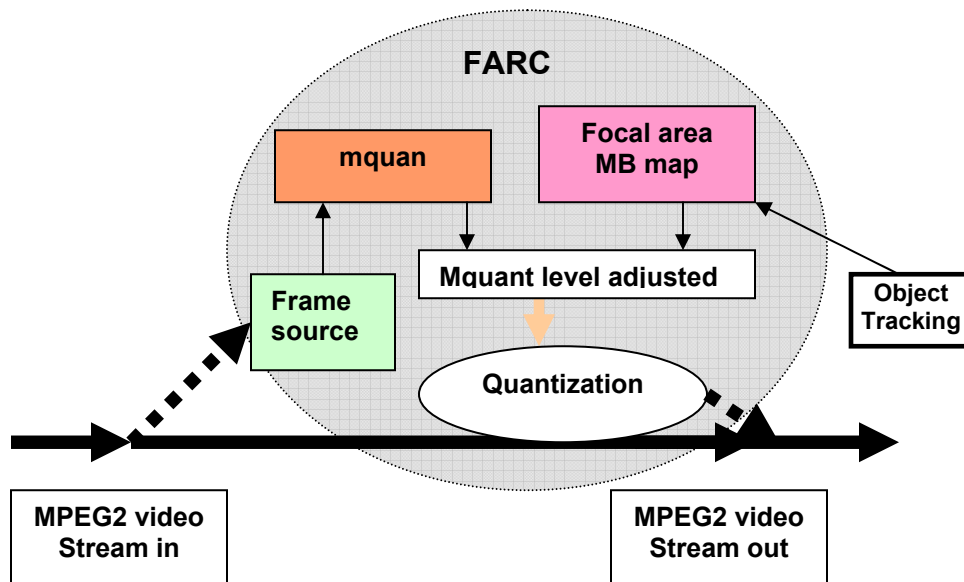 FARC
mquan
Focal area
MB map
Mquant level adjusted
Frame
source
Object
Tracking
Quantization
MPEG2 video
Stream in
MPEG2 video
Stream out